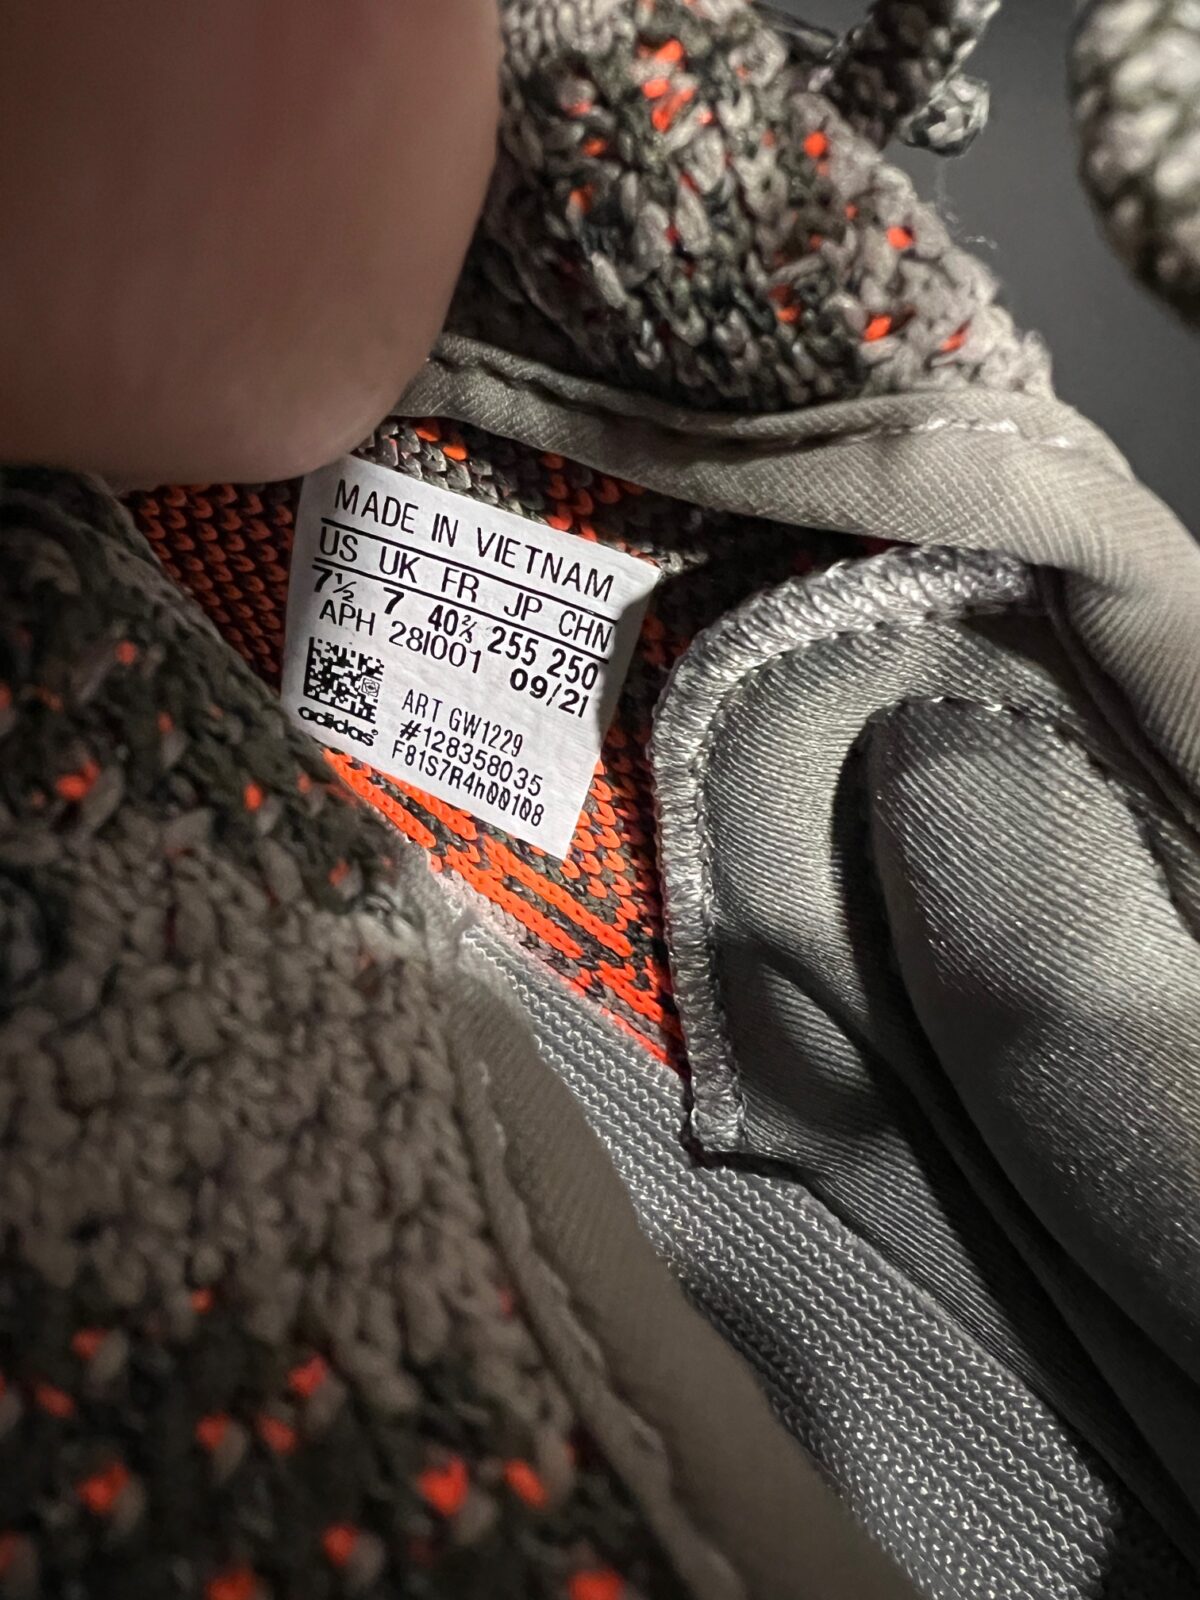 MADE IN VIETNAM
US UK FR JP CHN
7½ 7 40⅔ 255 250
APH 28I001 09/21
ART GW1229
#128358035
F81S7R4h00108
adidas